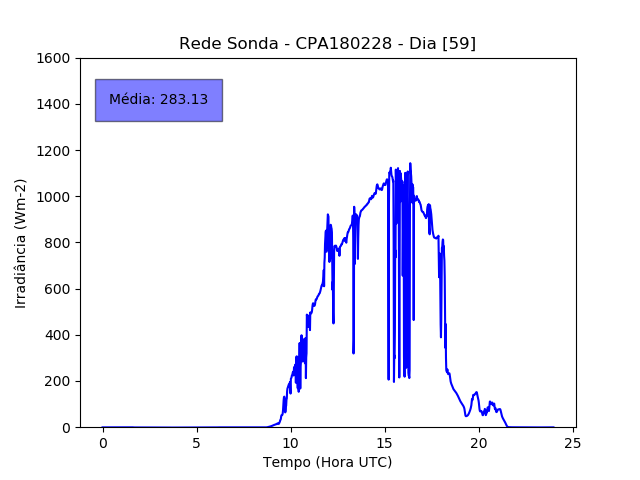 Rede Sonda - CPA180228 - Dia [59]
1600
1400
1200
1000
800
600
400
200
0
Irradiância (Wm-2)
Média: 283.13
0 5 10 15 20 25
Tempo (Hora UTC)